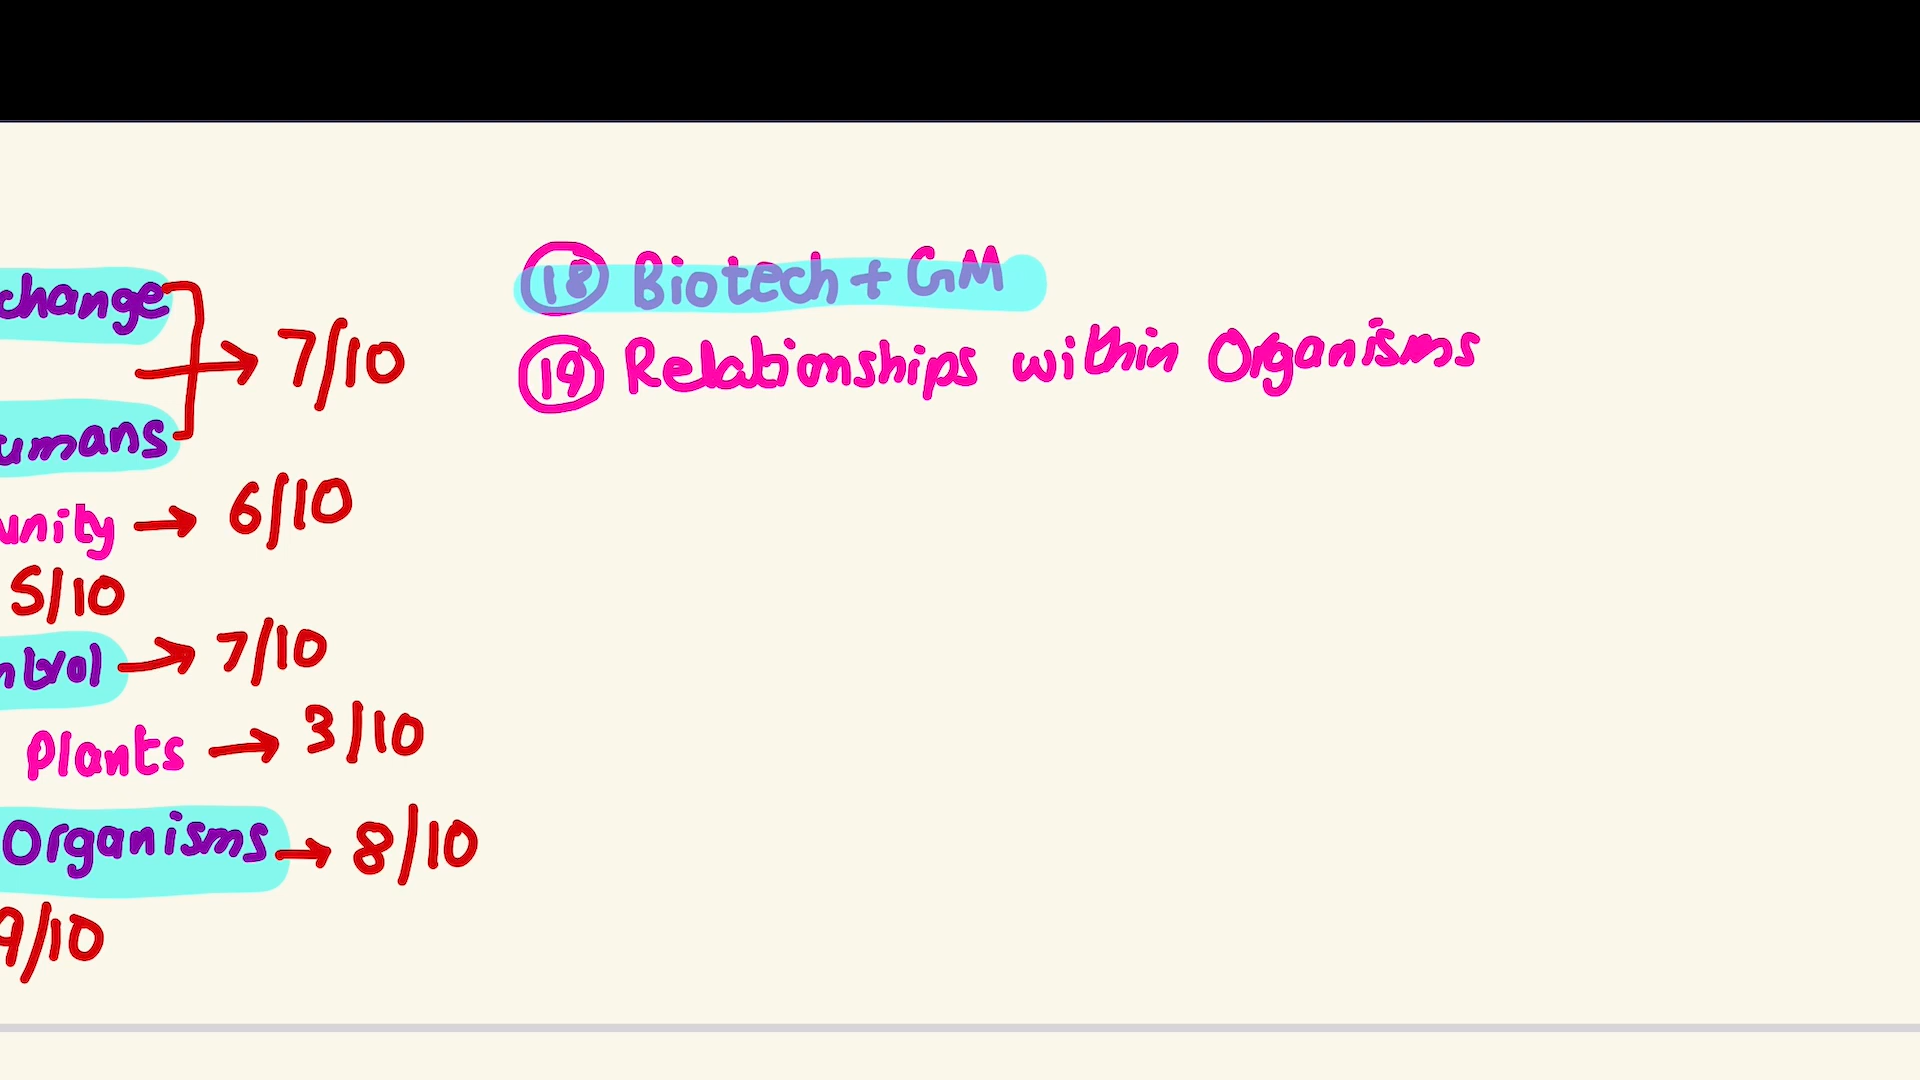 change
→ 7/10
umans
unity → 6/10
5/10
ntrol → 7/10
Plants → 3/10
Organisms → 8/10
9/10
18 Biotech + GM
19 Relationships within Organisms